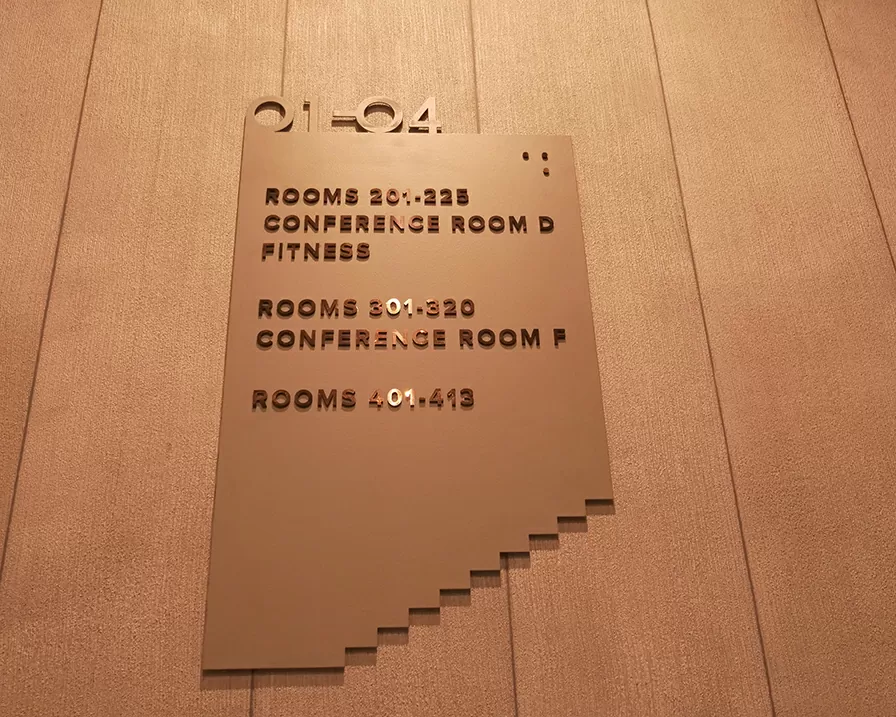 01-04
ROOMS 201-225
CONFERENCE ROOM D
FITNESS
ROOMS 301-320
CONFERENCE ROOM F
ROOMS 401-413